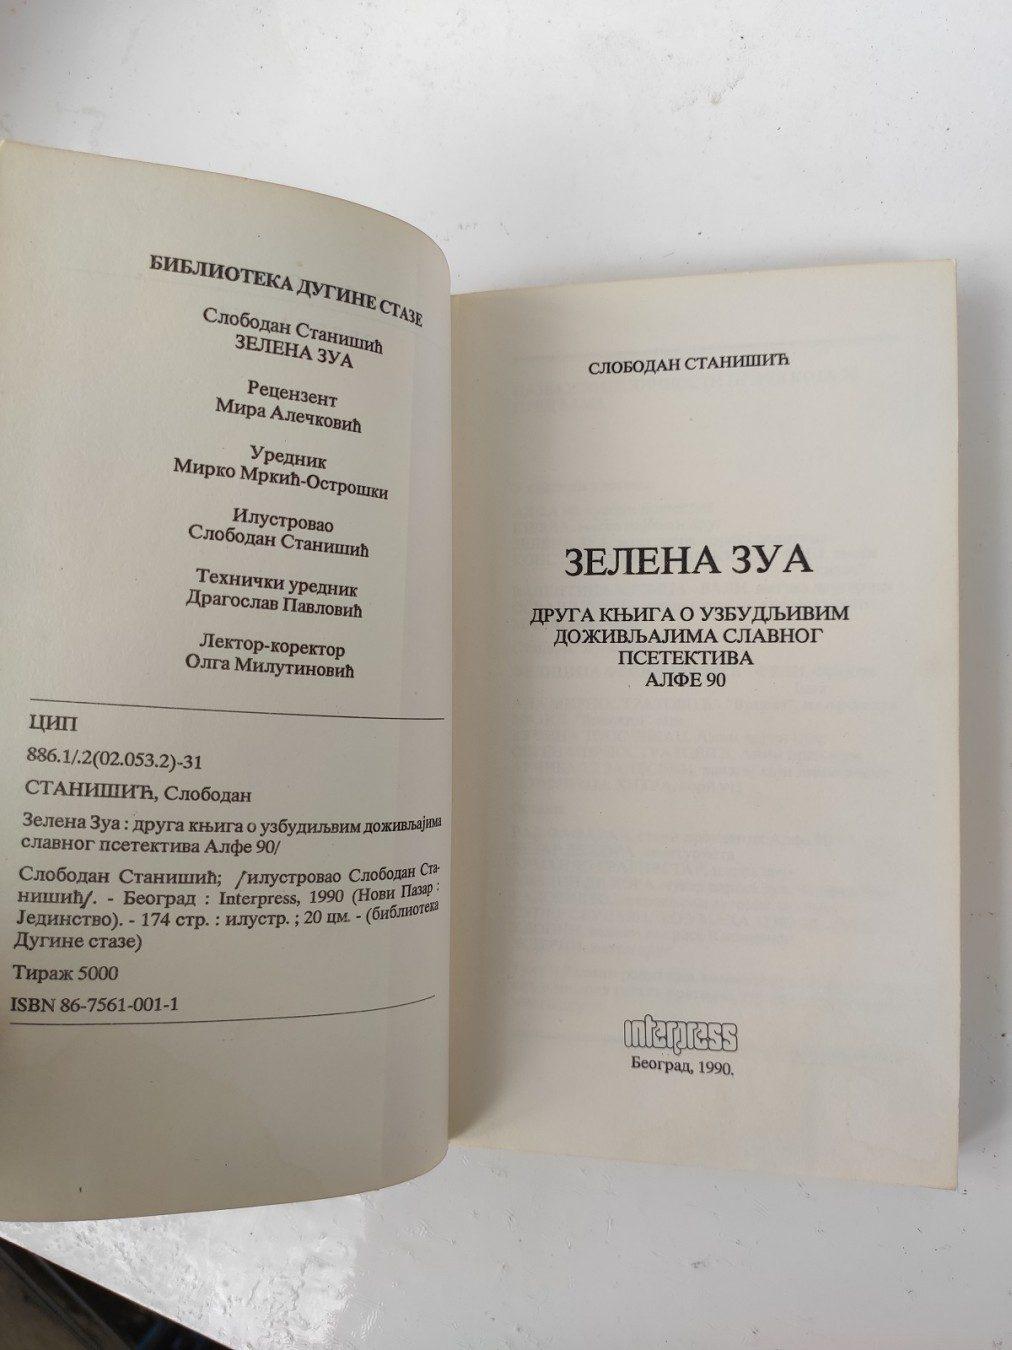 БИБЛИОТЕКА ДУГИНЕ СТАЗЕ
Слободан Станишић
ЗЕЛЕНА ЗУА
Рецензент
Мира Алечковић
Уредник
Мирко Мркић-Острошки
Илустровао
Слободан Станишић
Технички уредник
Драгослав Павловић
Лектор-коректор
Олга Милутиновић
ЦИП
886.1/.2(02.053.2)-31
СТАНИШИЋ, Слободан
Зелена Зуа : друга књига о узбудиљвим доживљајима
славног псетектива Алфе 90/
Слободан Станишић; /илустровао Слободан Ста-
нишић/. - Београд : Interpress, 1990 (Нови Пазар :
Јединство). - 174 стр. : илустр. ; 20 цм. - (библиотека
Дугине стазе)
Тираж 5000
ISBN 86-7561-001-1
СЛОБОДАН СТАНИШИЋ
ЗЕЛЕНА ЗУА
ДРУГА КЊИГА О УЗБУДЉИВИМ
ДОЖИВЉАЈИМА СЛАВНОГ
ПСЕТЕКТИВА
АЛФЕ 90
interpress
Београд, 1990.